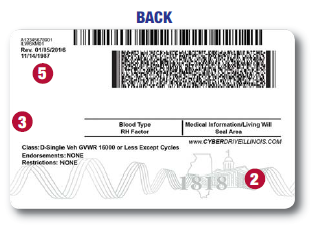 BACK
Rev. 01/05/2016
11/14/1987
5
3
Blood Type
RH Factor
Medical Information/Living Will
Seal Area
www.CYBERDRIVEILLINOIS.COM
Class:D-Single Veh GVWR 16000 or Less Except Cycles
Endorsements:NONE
Restrictions: NONE
1818
2